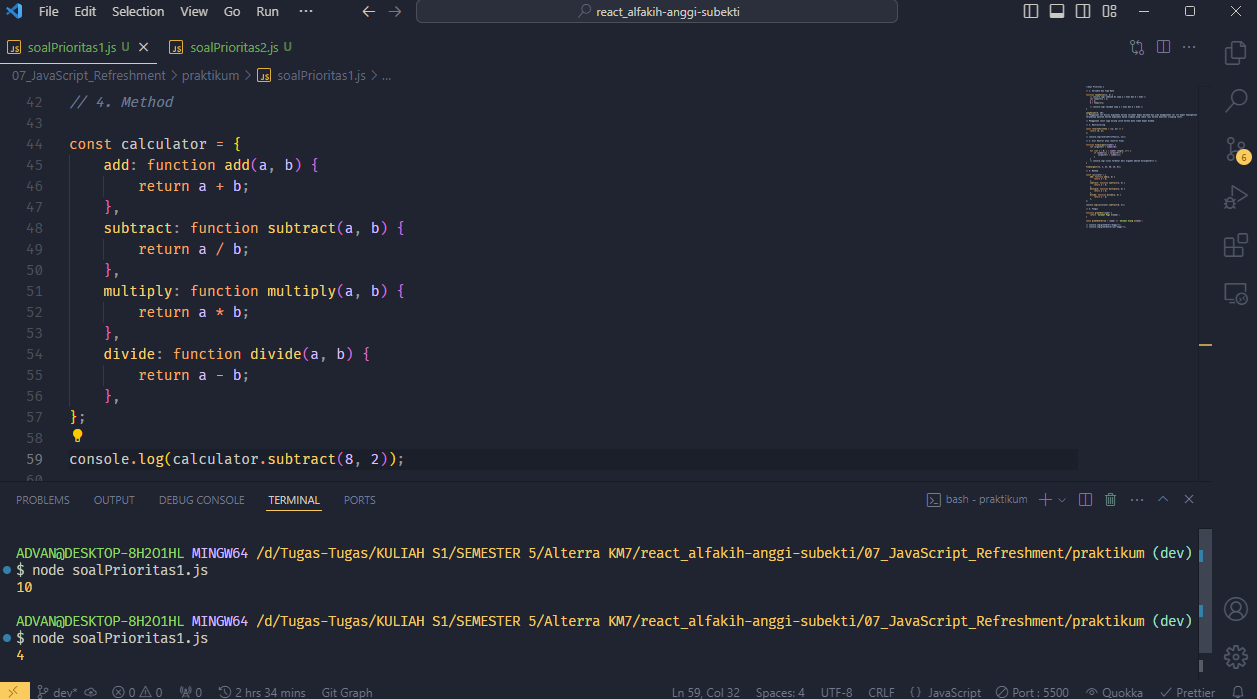 File Edit Selection View Go Run ··· react_alfakih-anggi-subekti
JS soalPrioritas1.js U JS soalPrioritas2.js U
07_JavaScript_Refreshment > praktikum > JS soalPrioritas1.js > ...
42 // 4. Method
43
44 const calculator = {
45 add: function add(a, b) {
46 return a + b;
47 },
48 subtract: function subtract(a, b) {
49 return a / b;
50 },
51 multiply: function multiply(a, b) {
52 return a * b;
53 },
54 divide: function divide(a, b) {
55 return a - b;
56 },
57 };
58
59 console.log(calculator.subtract(8, 2));
60
6
PROBLEMS OUTPUT DEBUG CONSOLE TERMINAL PORTS bash - praktikum
ADVAN@DESKTOP-8H2O1HL MINGW64 /d/Tugas-Tugas/KULIAH S1/SEMESTER 5/Alterra KM7/react_alfakih-anggi-subekti/07_JavaScript_Refreshment/praktikum (dev)
$ node soalPrioritas1.js
10
ADVAN@DESKTOP-8H2O1HL MINGW64 /d/Tugas-Tugas/KULIAH S1/SEMESTER 5/Alterra KM7/react_alfakih-anggi-subekti/07_JavaScript_Refreshment/praktikum (dev)
$ node soalPrioritas1.js
4
dev* 0 0 0 2 hrs 34 mins Git Graph Ln 59, Col 32 Spaces: 4 UTF-8 CRLF {} JavaScript Port : 5500 Quokka Prettier